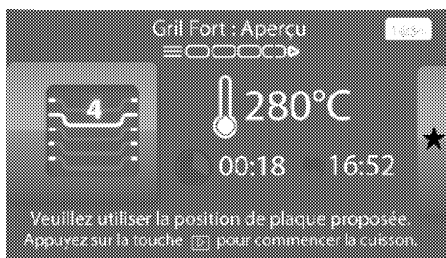 Gril Fort : Aperçu
4
280°C
00:18 16:52
Veuillez utiliser la position de plaque proposée.
Appuyez sur la touche pour commencer la cuisson.